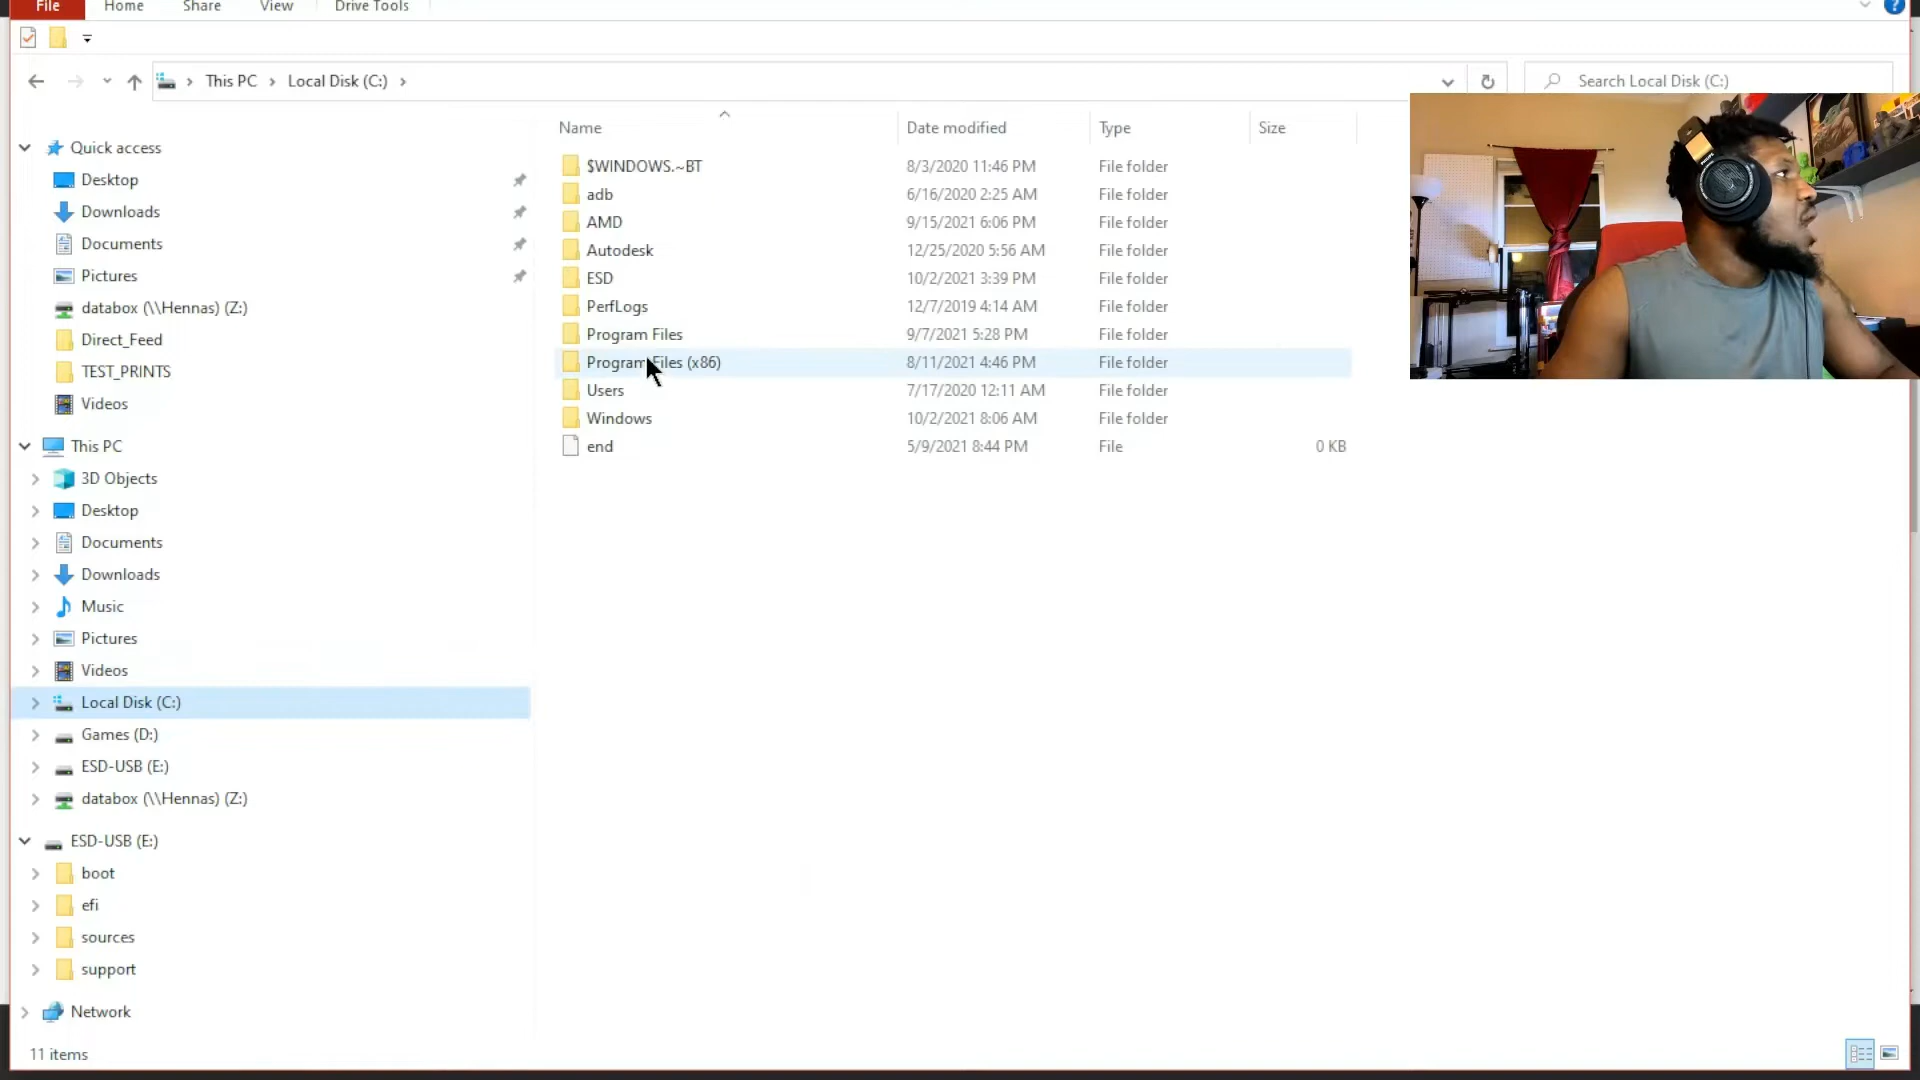 File Home Share View Drive Tools
This PC Local Disk (C:) Search Local Disk (C:)
Name Date modified Type Size
Quick access
Desktop
Downloads
Documents
Pictures
databox (\\Hennas) (Z:)
Direct_Feed
TEST_PRINTS
Videos
This PC
3D Objects
Desktop
Documents
Downloads
Music
Pictures
Videos
Local Disk (C:)
Games (D:)
ESD-USB (E:)
databox (\\Hennas) (Z:)
ESD-USB (E:)
boot
efi
sources
support
Network
$WINDOWS.~BT 8/3/2020 11:46 PM File folder
adb 6/16/2020 2:25 AM File folder
AMD 9/15/2021 6:06 PM File folder
Autodesk 12/25/2020 5:56 AM File folder
ESD 10/2/2021 3:39 PM File folder
PerfLogs 12/7/2019 4:14 AM File folder
Program Files 9/7/2021 5:28 PM File folder
Program Files (x86) 8/11/2021 4:46 PM File folder
Users 7/17/2020 12:11 AM File folder
Windows 10/2/2021 8:06 AM File folder
end 5/9/2021 8:44 PM File 0 KB
11 items